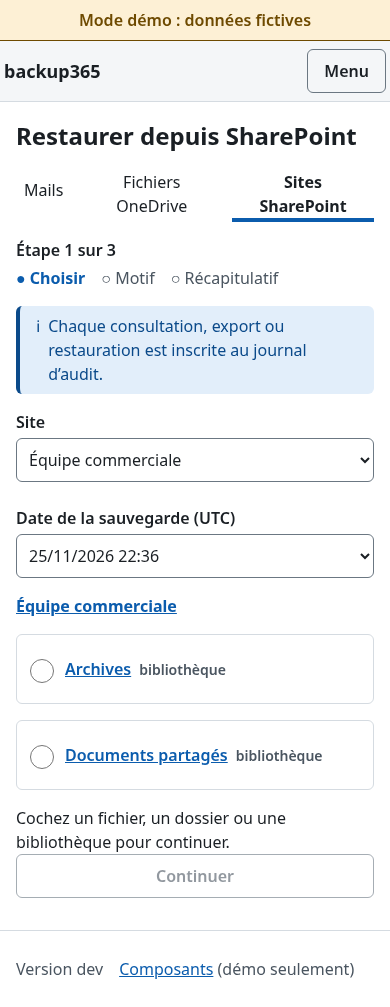 Mode démo : données fictives
backup365
Menu
Restaurer depuis SharePoint
Mails
Fichiers
OneDrive
Sites
SharePoint
Étape 1 sur 3
● Choisir ○ Motif ○ Récapitulatif
i Chaque consultation, export ou
restauration est inscrite au journal
d’audit.
Site
Équipe commerciale
Date de la sauvegarde (UTC)
25/11/2026 22:36
Équipe commerciale
Archives bibliothèque
Documents partagés bibliothèque
Cochez un fichier, un dossier ou une
bibliothèque pour continuer.
Continuer
Version dev Composants (démo seulement)